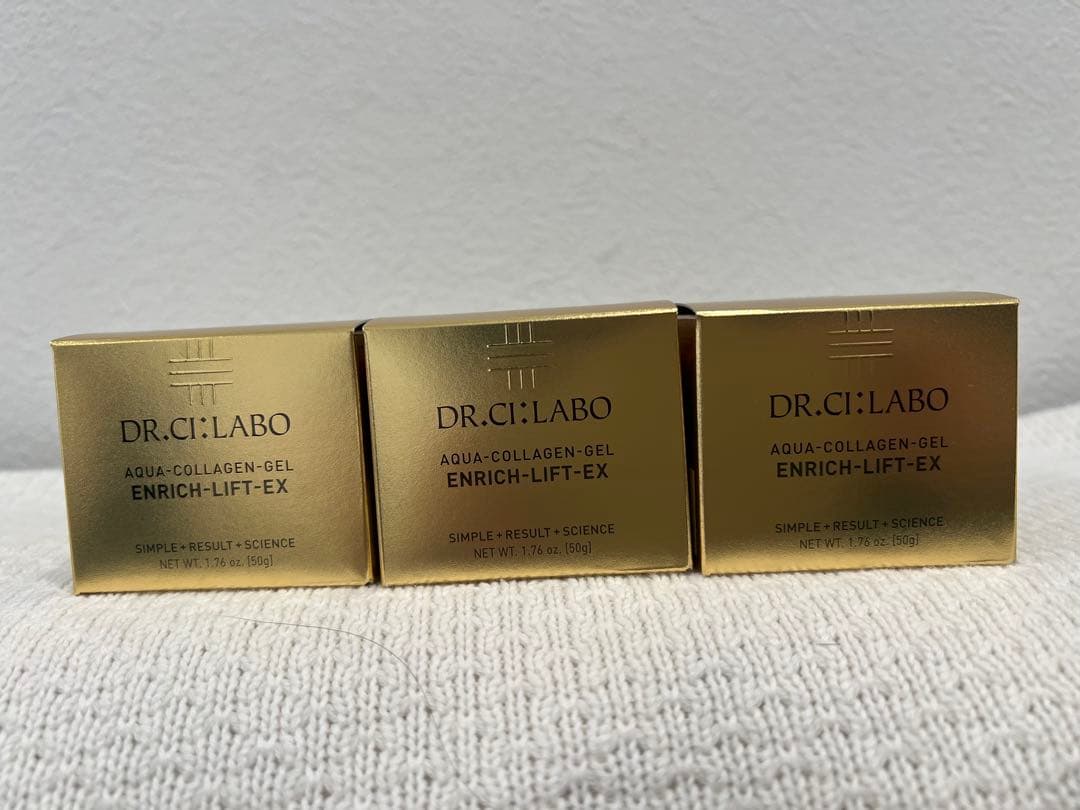 DR.CI:LABO
AQUA-COLLAGEN-GEL
ENRICH-LIFT-EX
SIMPLE+RESULT+SCIENCE
NET WT. 1.76 oz. [50g]
DR.CI:LABO
AQUA-COLLAGEN-GEL
ENRICH-LIFT-EX
SIMPLE+RESULT+SCIENCE
NET WT. 1.76 oz. [50g]
DR.CI:LABO
AQUA-COLLAGEN-GEL
ENRICH-LIFT-EX
SIMPLE+RESULT+SCIENCE
NET WT. 1.76 oz. [50g]